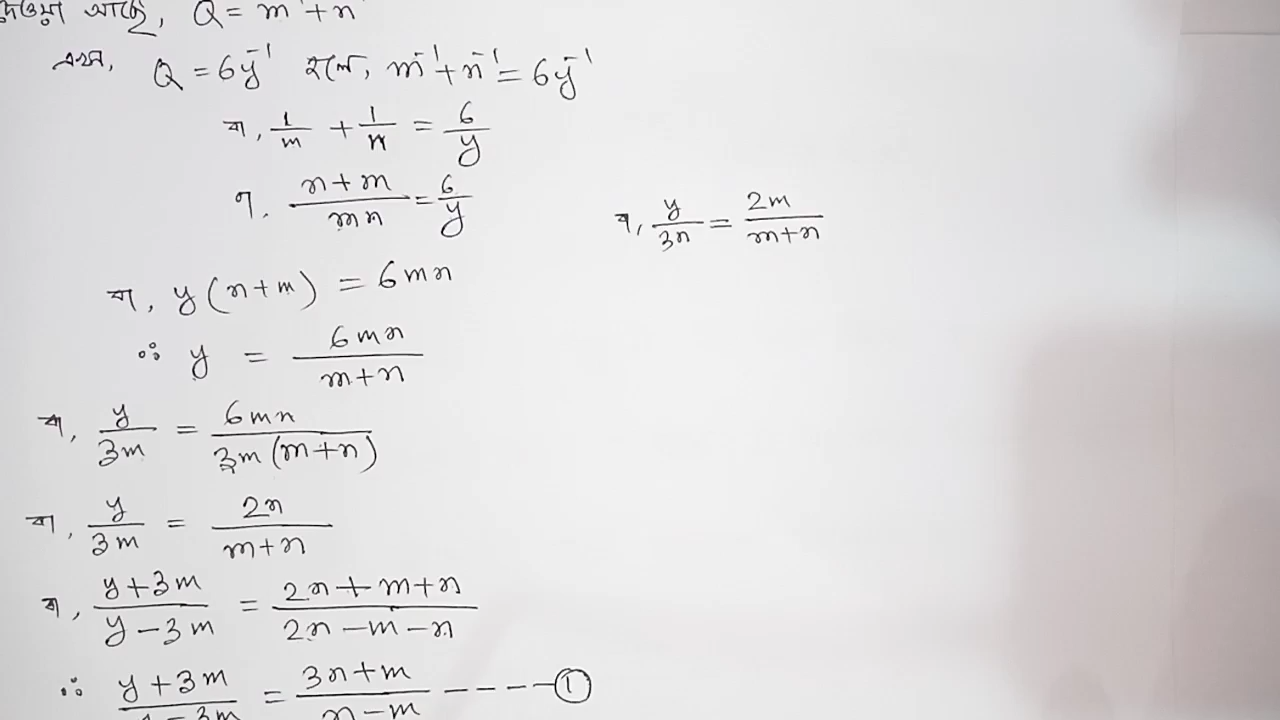 দেওয়া আছে, Q = m + n
এখন, Q = 6y⁻¹ হলে, m⁻¹ + n⁻¹ = 6y⁻¹
বা, 1/m + 1/n = 6/y
বা, (n+m)/(mn) = 6/y
বা, y(n+m) = 6mn
∴ y = 6mn/(m+n)
বা, y/3m = 6mn/(3m(m+n))
বা, y/3m = 2n/(m+n)
বা, (y+3m)/(y-3m) = (2n+m+n)/(2n-m-n)
∴ (y+3m)/(y-3m) = (3n+m)/(n-m) ----①
বা, y/3n = 2m/(m+n)